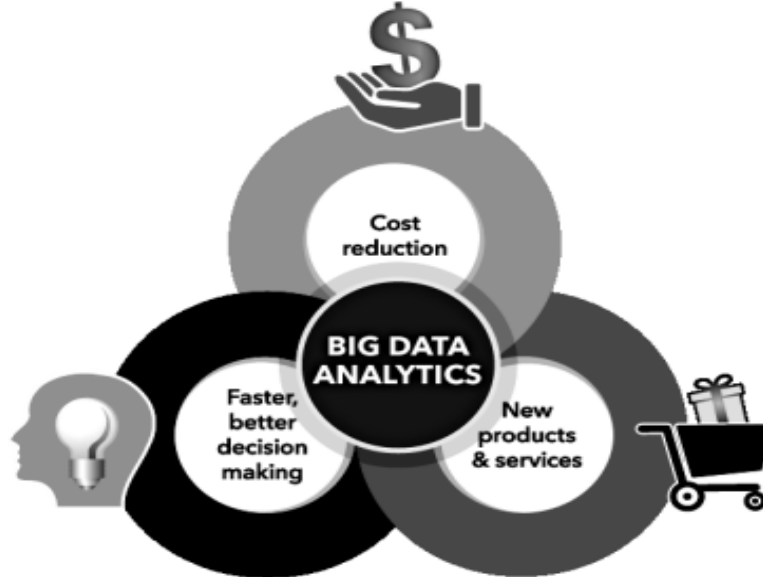 $
Cost
reduction
BIG DATA
ANALYTICS
Faster,
better
decision
making
New
products
& services